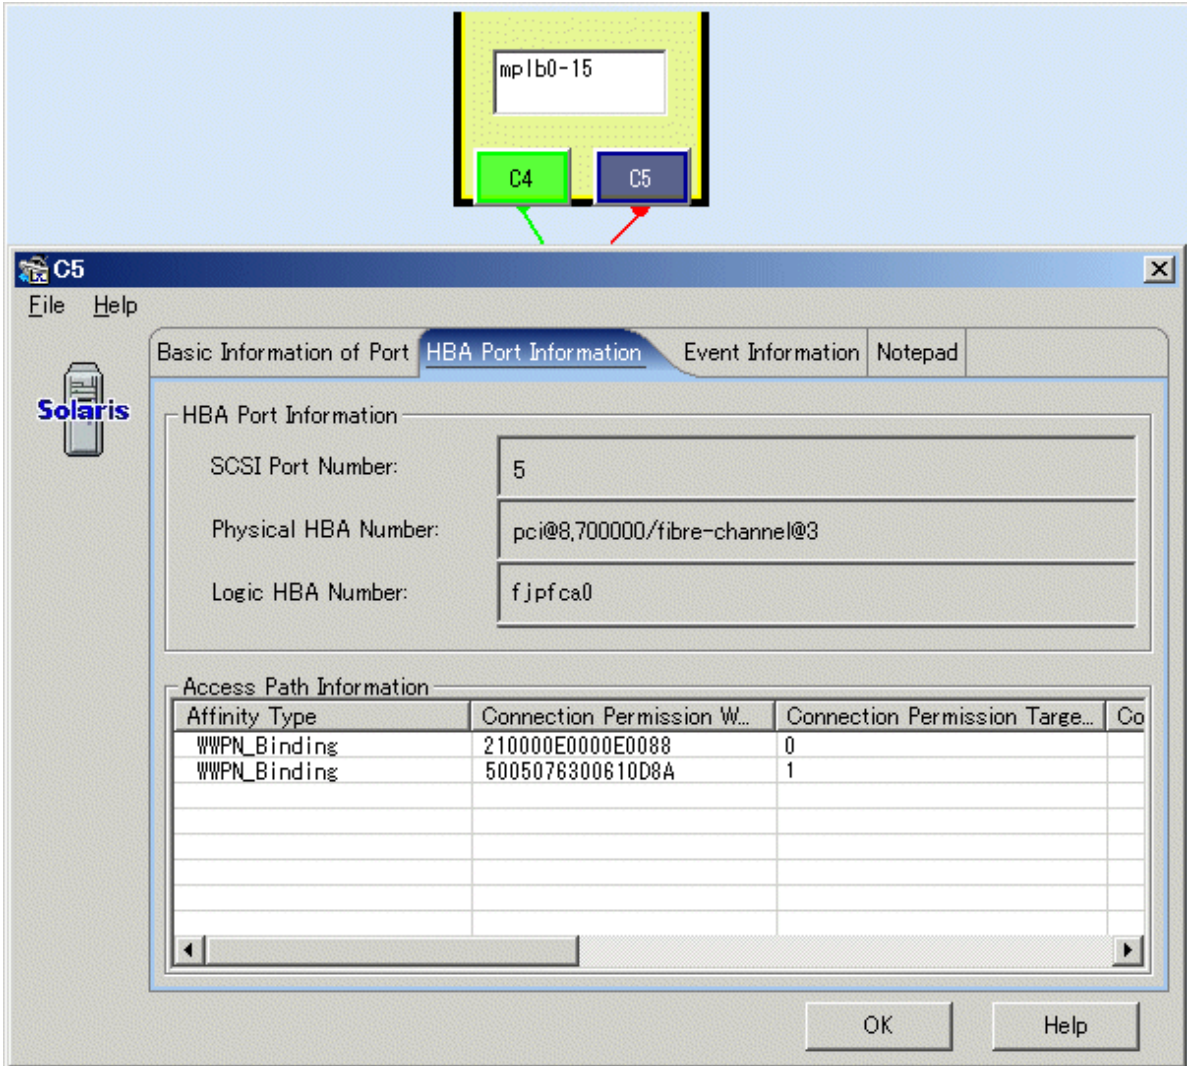 mplb0-15
C4 C5
C5
File Help
Basic Information of Port HBA Port Information Event Information Notepad
Solaris
HBA Port Information
SCSI Port Number: 5
Physical HBA Number: pci@8,700000/fibre-channel@3
Logic HBA Number: fjpfca0
Access Path Information
Affinity Type Connection Permission W... Connection Permission Targe... Co
WWPN_Binding 210000E0000E0088 0
WWPN_Binding 5005076300610D8A 1
OK Help